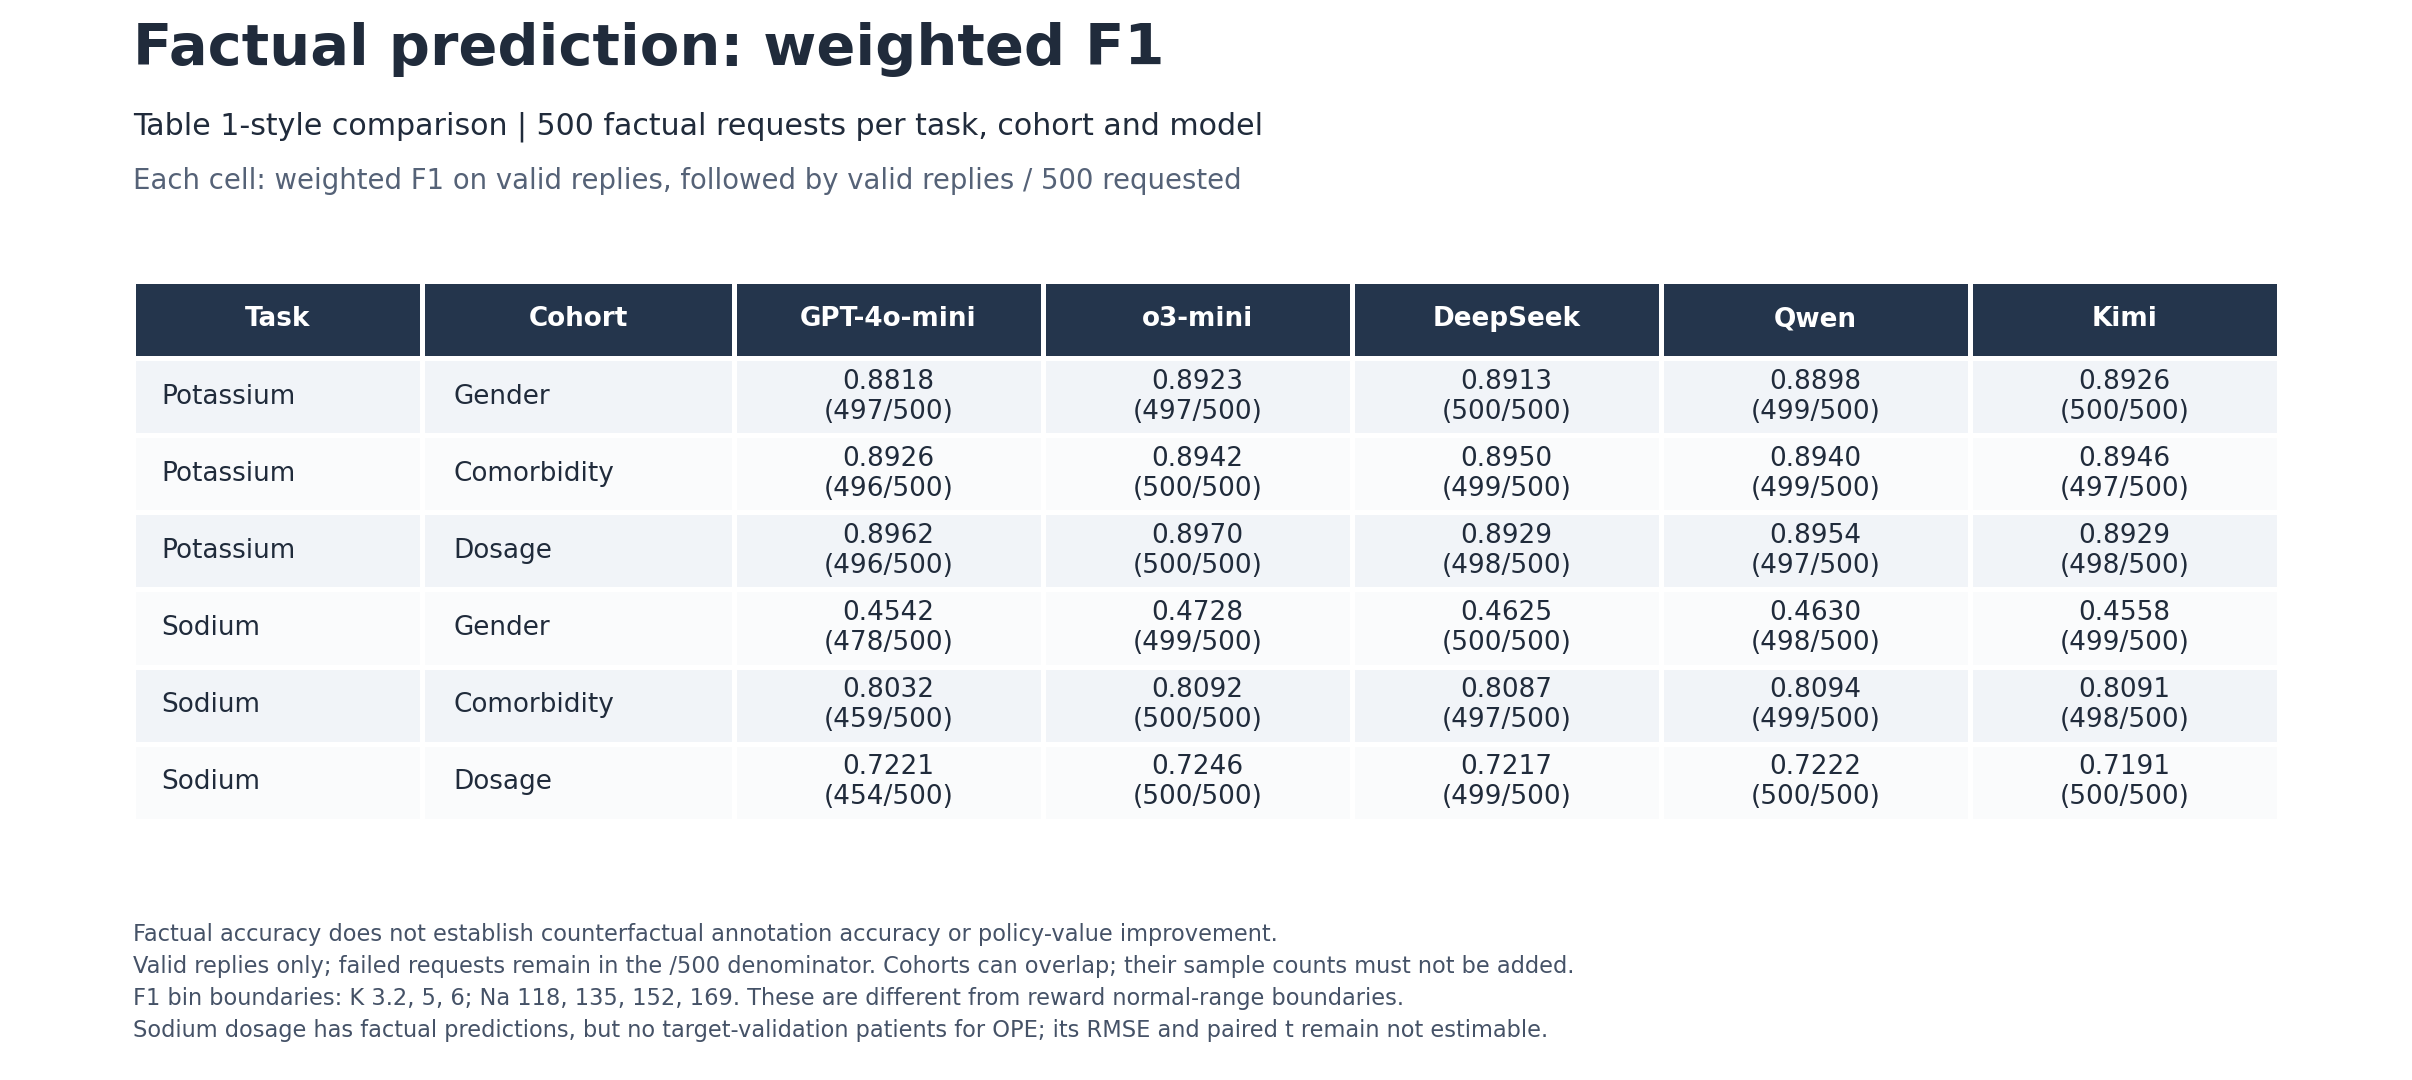 Factual prediction: weighted F1
Table 1-style comparison | 500 factual requests per task, cohort and model
Each cell: weighted F1 on valid replies, followed by valid replies / 500 requested
Task Cohort GPT-4o-mini o3-mini DeepSeek Qwen Kimi
Potassium Gender 0.8818 0.8923 0.8913 0.8898 0.8926
(497/500) (497/500) (500/500) (499/500) (500/500)
Potassium Comorbidity 0.8926 0.8942 0.8950 0.8940 0.8946
(496/500) (500/500) (499/500) (499/500) (497/500)
Potassium Dosage 0.8962 0.8970 0.8929 0.8954 0.8929
(496/500) (500/500) (498/500) (497/500) (498/500)
Sodium Gender 0.4542 0.4728 0.4625 0.4630 0.4558
(478/500) (499/500) (500/500) (498/500) (499/500)
Sodium Comorbidity 0.8032 0.8092 0.8087 0.8094 0.8091
(459/500) (500/500) (497/500) (499/500) (498/500)
Sodium Dosage 0.7221 0.7246 0.7217 0.7222 0.7191
(454/500) (500/500) (499/500) (500/500) (500/500)
Factual accuracy does not establish counterfactual annotation accuracy or policy-value improvement.
Valid replies only; failed requests remain in the /500 denominator. Cohorts can overlap; their sample counts must not be added.
F1 bin boundaries: K 3.2, 5, 6; Na 118, 135, 152, 169. These are different from reward normal-range boundaries.
Sodium dosage has factual predictions, but no target-validation patients for OPE; its RMSE and paired t remain not estimable.